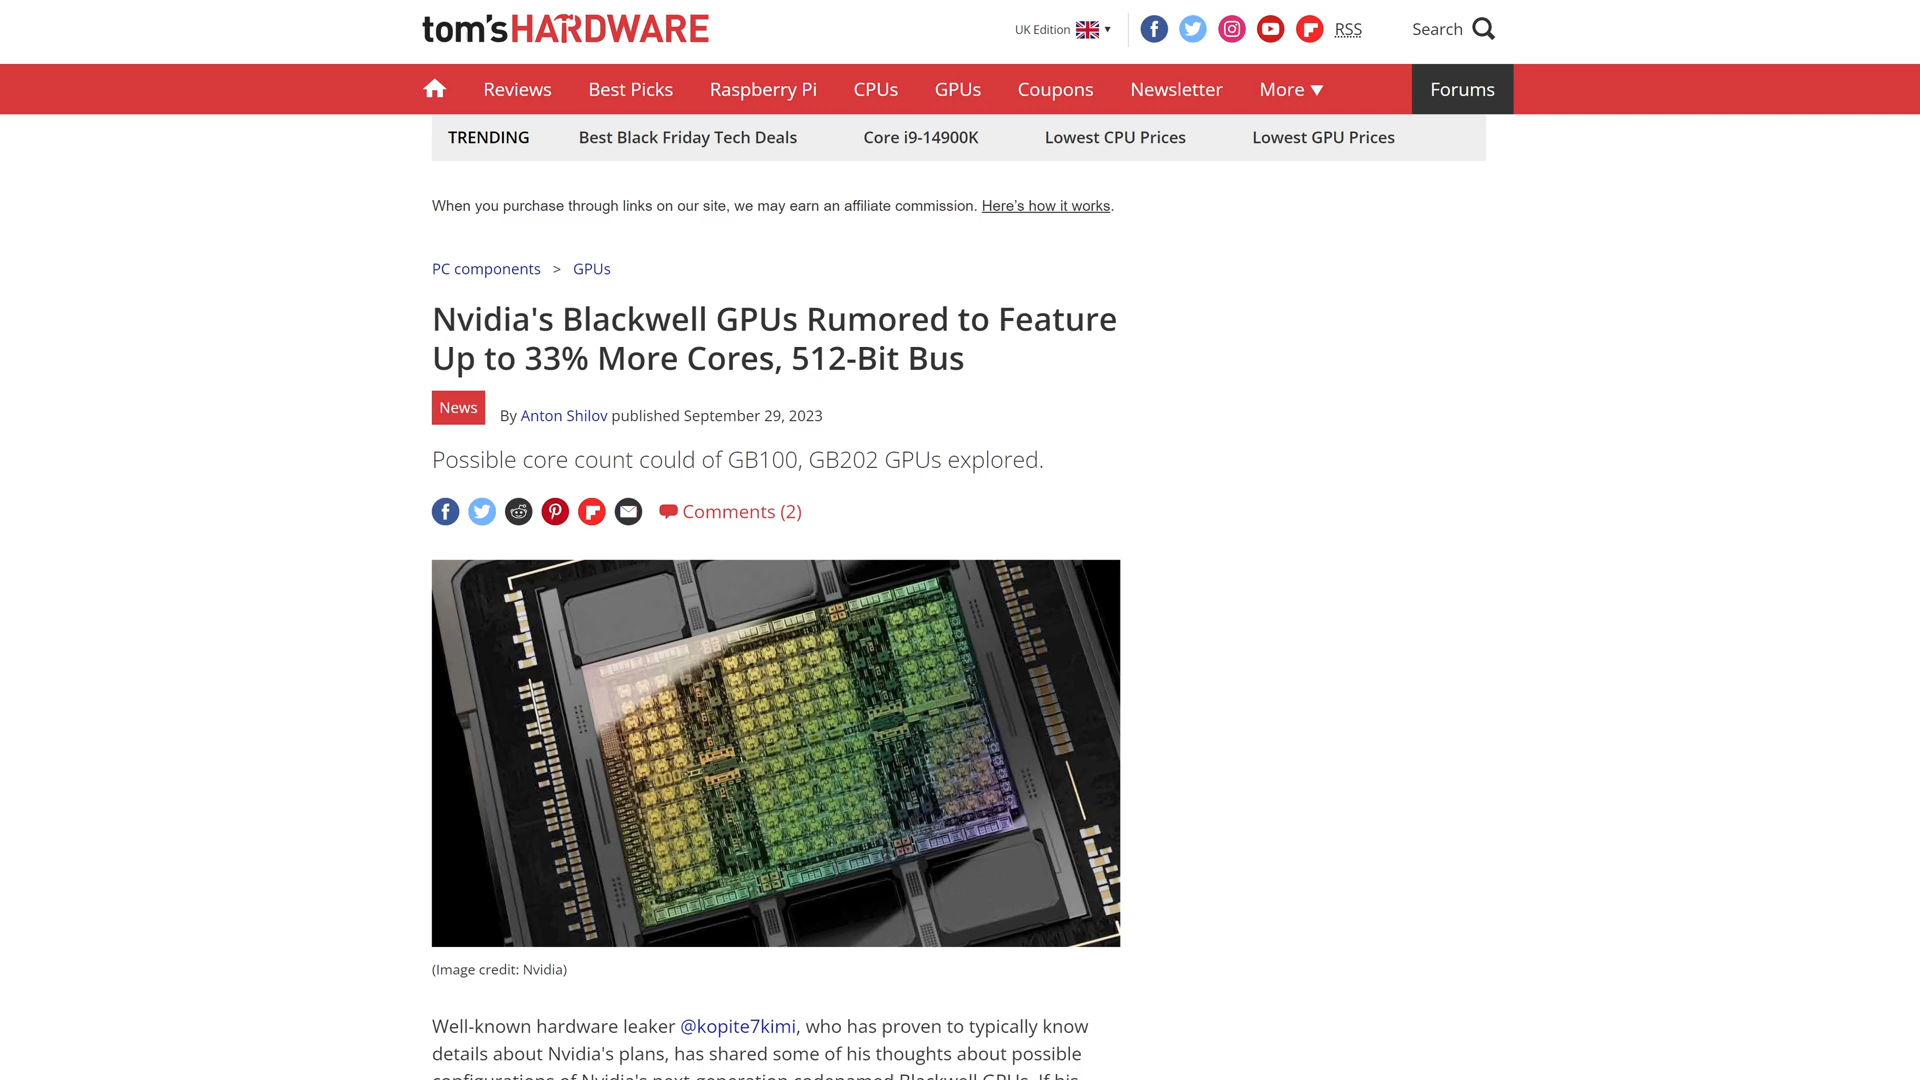 tom'sHARDWARE
UK Edition ▼
RSS
Search
Reviews
Best Picks
Raspberry Pi
CPUs
GPUs
Coupons
Newsletter
More ▼
Forums
TRENDING
Best Black Friday Tech Deals
Core i9-14900K
Lowest CPU Prices
Lowest GPU Prices
When you purchase through links on our site, we may earn an affiliate commission. Here’s how it works.
PC components > GPUs
Nvidia's Blackwell GPUs Rumored to Feature
Up to 33% More Cores, 512-Bit Bus
News
By Anton Shilov published September 29, 2023
Possible core count could of GB100, GB202 GPUs explored.
Comments (2)
(Image credit: Nvidia)
Well-known hardware leaker @kopite7kimi, who has proven to typically know
details about Nvidia's plans, has shared some of his thoughts about possible
configurations of Nvidia's next-generation codenamed Blackwell GPUs. If his